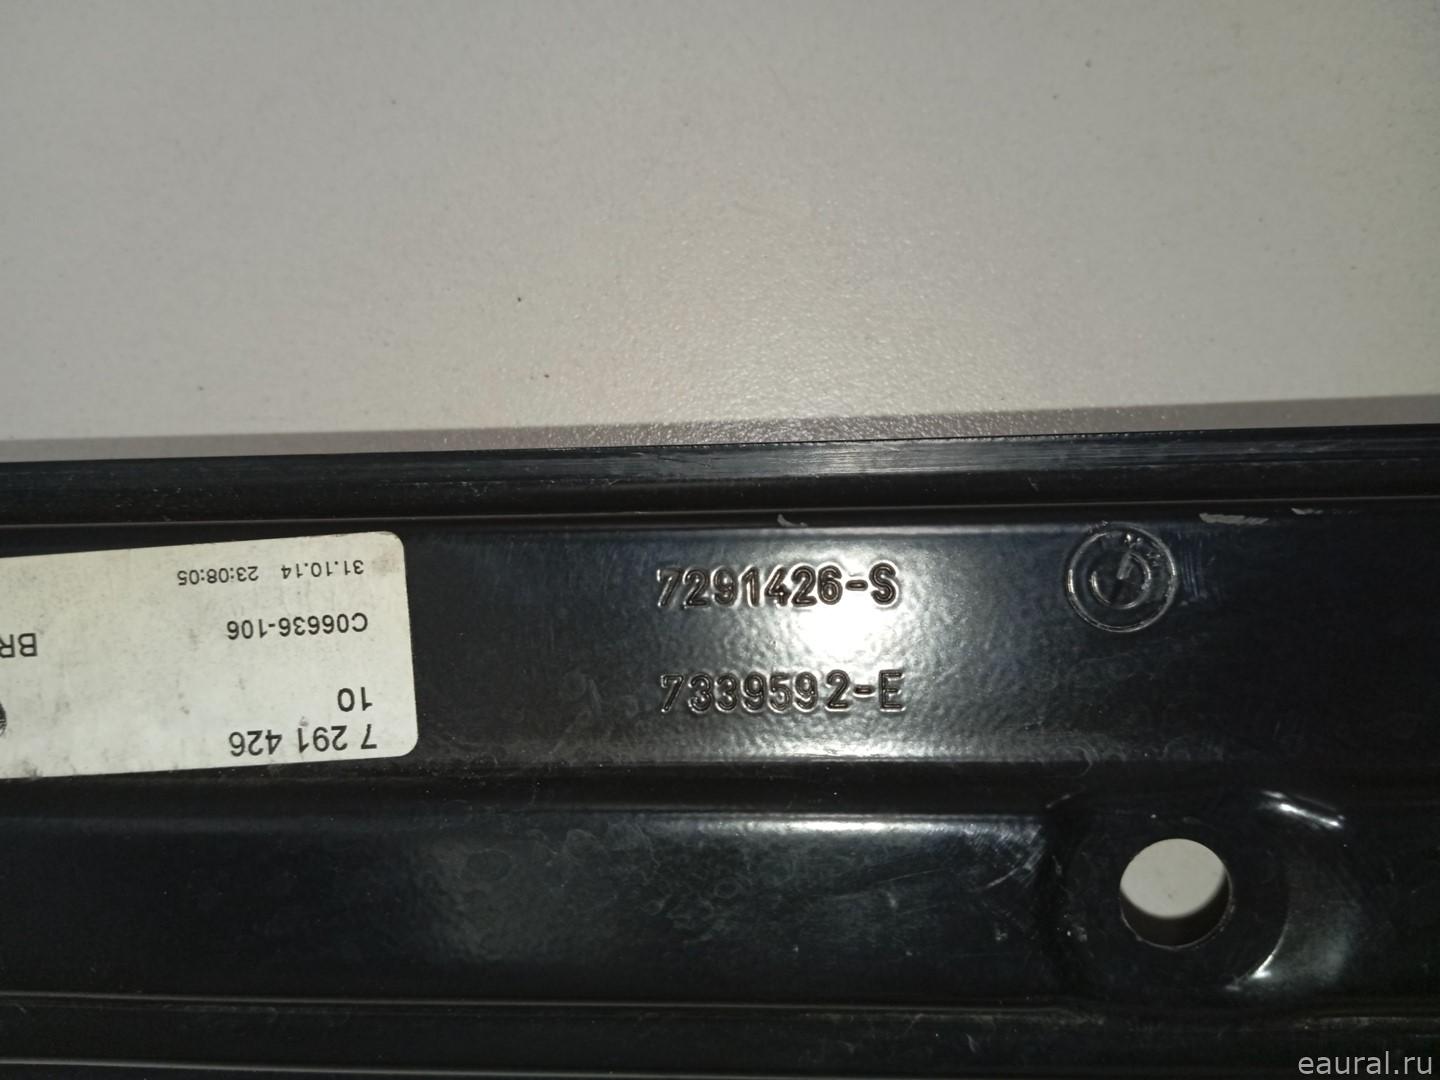 7291426-S
7339592-E
7 291 426
10
C06636-106
BR
31.10.14 23:08:05
eaural.ru